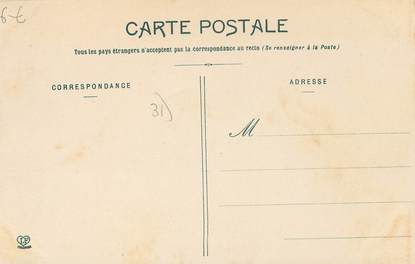 6-€
CARTE POSTALE
Tous les pays étrangers n'acceptent pas la correspondance au recto (Se renseigner à la Poste)
CORRESPONDANCE
ADRESSE
31)
M